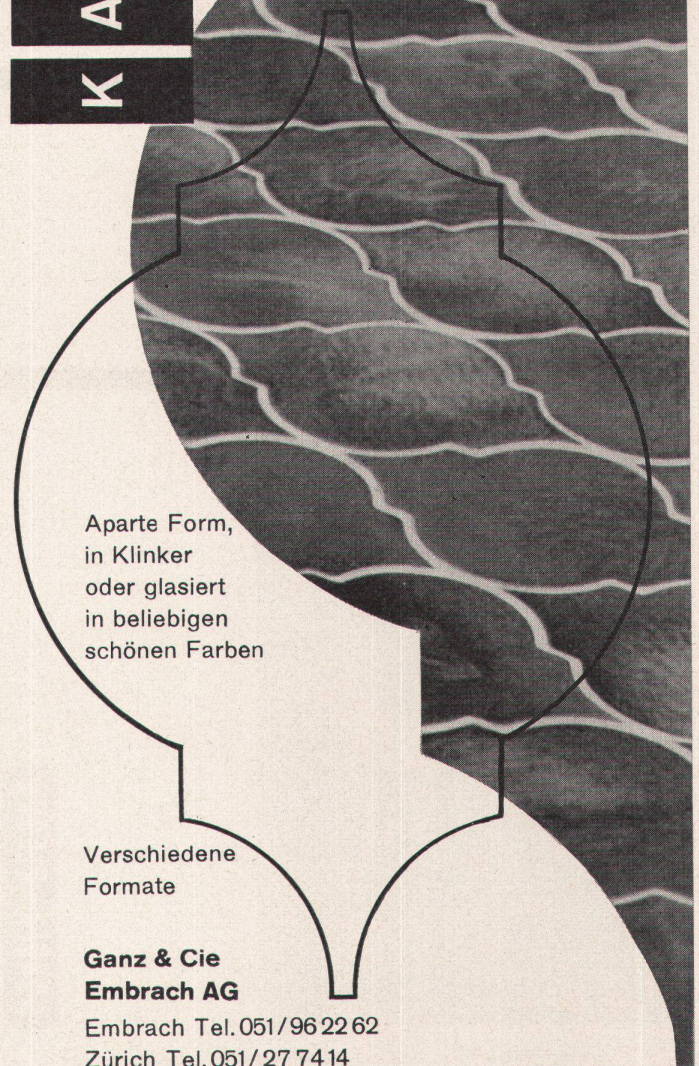 K A
Aparte Form,
in Klinker
oder glasiert
in beliebigen
schönen Farben
Verschiedene
Formate
Ganz & Cie
Embrach AG
Embrach Tel. 051/96 22 62
Zürich Tel. 051/27 74 14